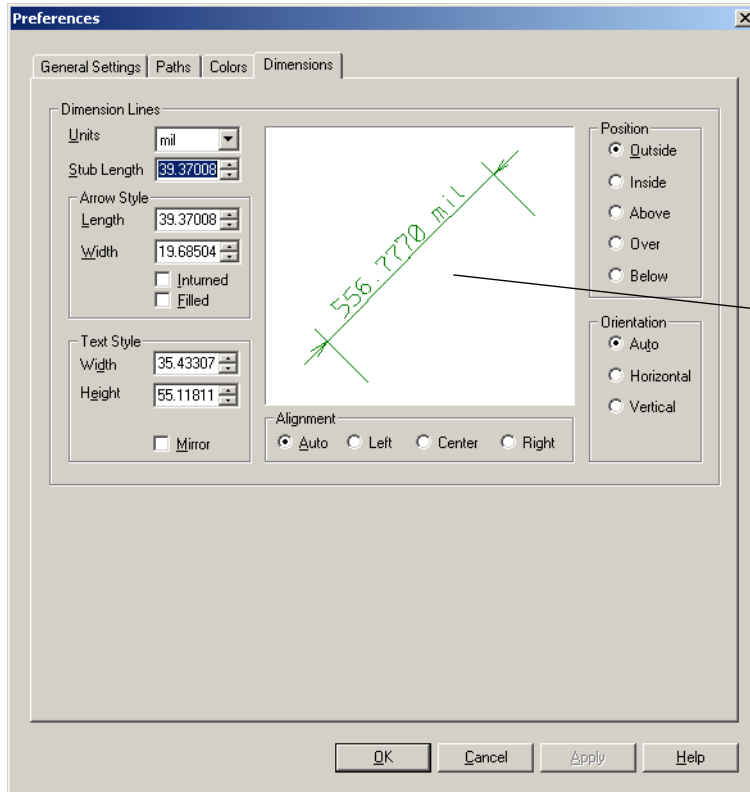 Preferences
General Settings Paths Colors Dimensions
Dimension Lines
Units mil
Stub Length 39.37008
Arrow Style
Length 39.37008
Width 19.68504
Inturned
Filled
Text Style
Width 35.43307
Height 55.11811
Mirror
556.7770 mil
Alignment
Auto Left Center Right
Position
Outside
Inside
Above
Over
Below
Orientation
Auto
Horizontal
Vertical
OK Cancel Apply Help